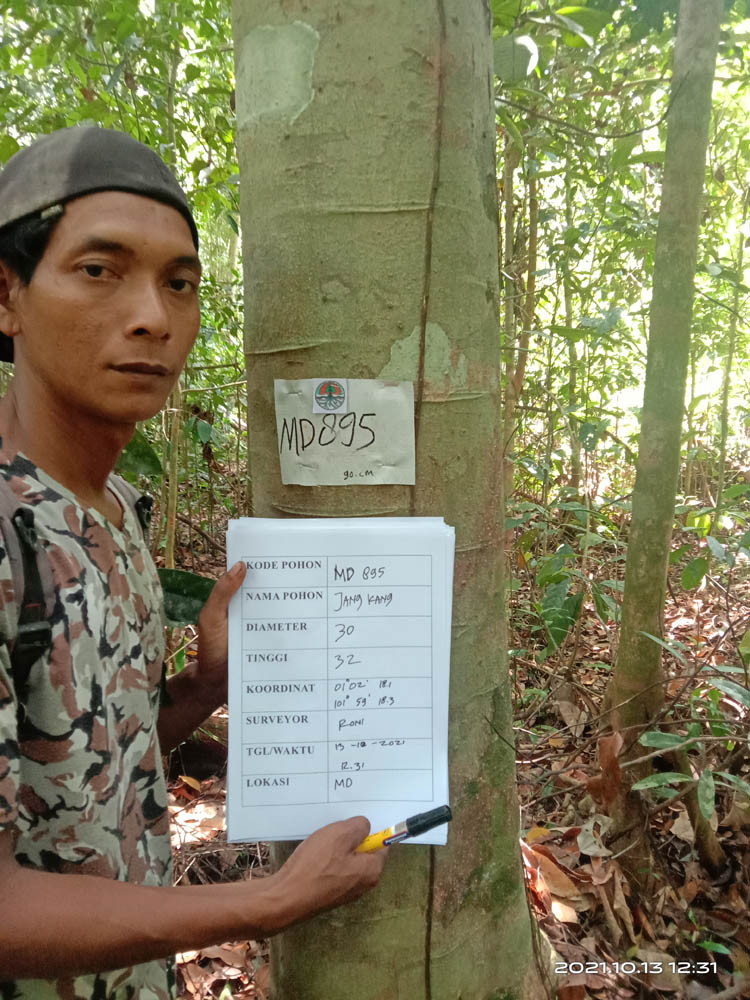 MD895
90.cm
KODE POHON MD 895
NAMA POHON JANG KANG
DIAMETER 30
TINGGI 32
KOORDINAT 01°02' 18.1
101° 59' 18.3
SURVEYOR RONI
TGL/WAKTU 13 -10 -2021
12.31
LOKASI MD
2021.10.13 12:31